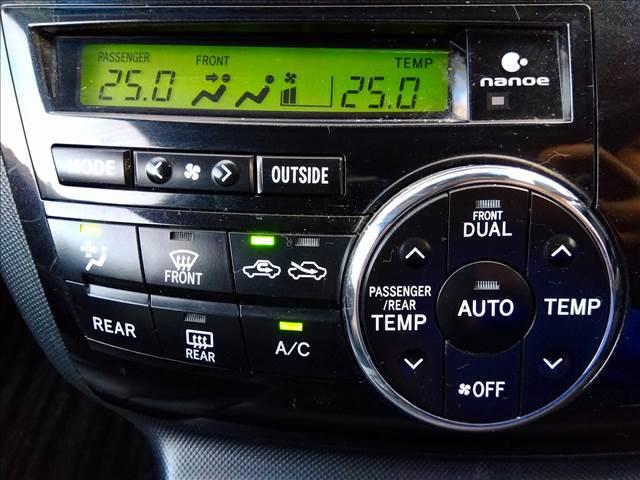 PASSENGER FRONT TEMP
25.0 25.0
nanoe
MODE OUTSIDE
FRONT
DUAL
FRONT
PASSENGER
/REAR
TEMP
AUTO
TEMP
REAR
REAR
A/C
OFF